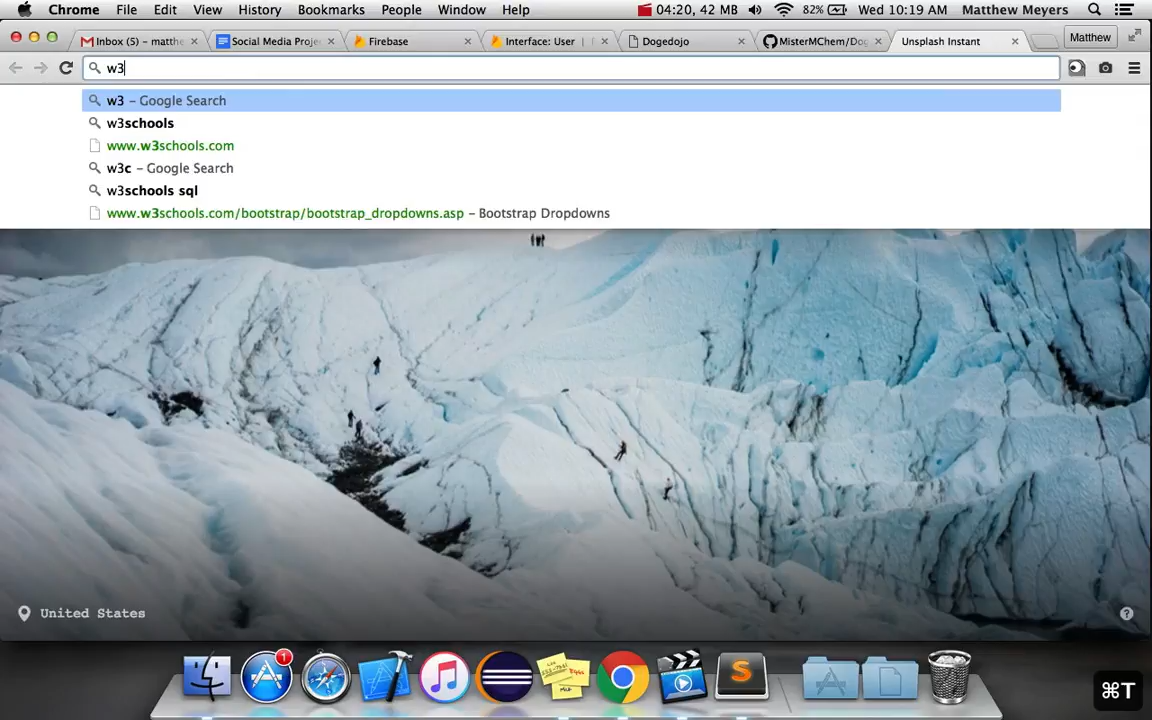 Chrome File Edit View History Bookmarks People Window Help 04:20, 42 MB 82% Wed 10:19 AM Matthew Meyers
Inbox (5) – matthe Social Media Proje Firebase Interface: User Dogedojo MisterMChem/Dog Unsplash Instant Matthew
w3
w3 – Google Search
w3schools
www.w3schools.com
w3c – Google Search
w3schools sql
www.w3schools.com/bootstrap/bootstrap_dropdowns.asp – Bootstrap Dropdowns
United States
?
1
S
⌘T